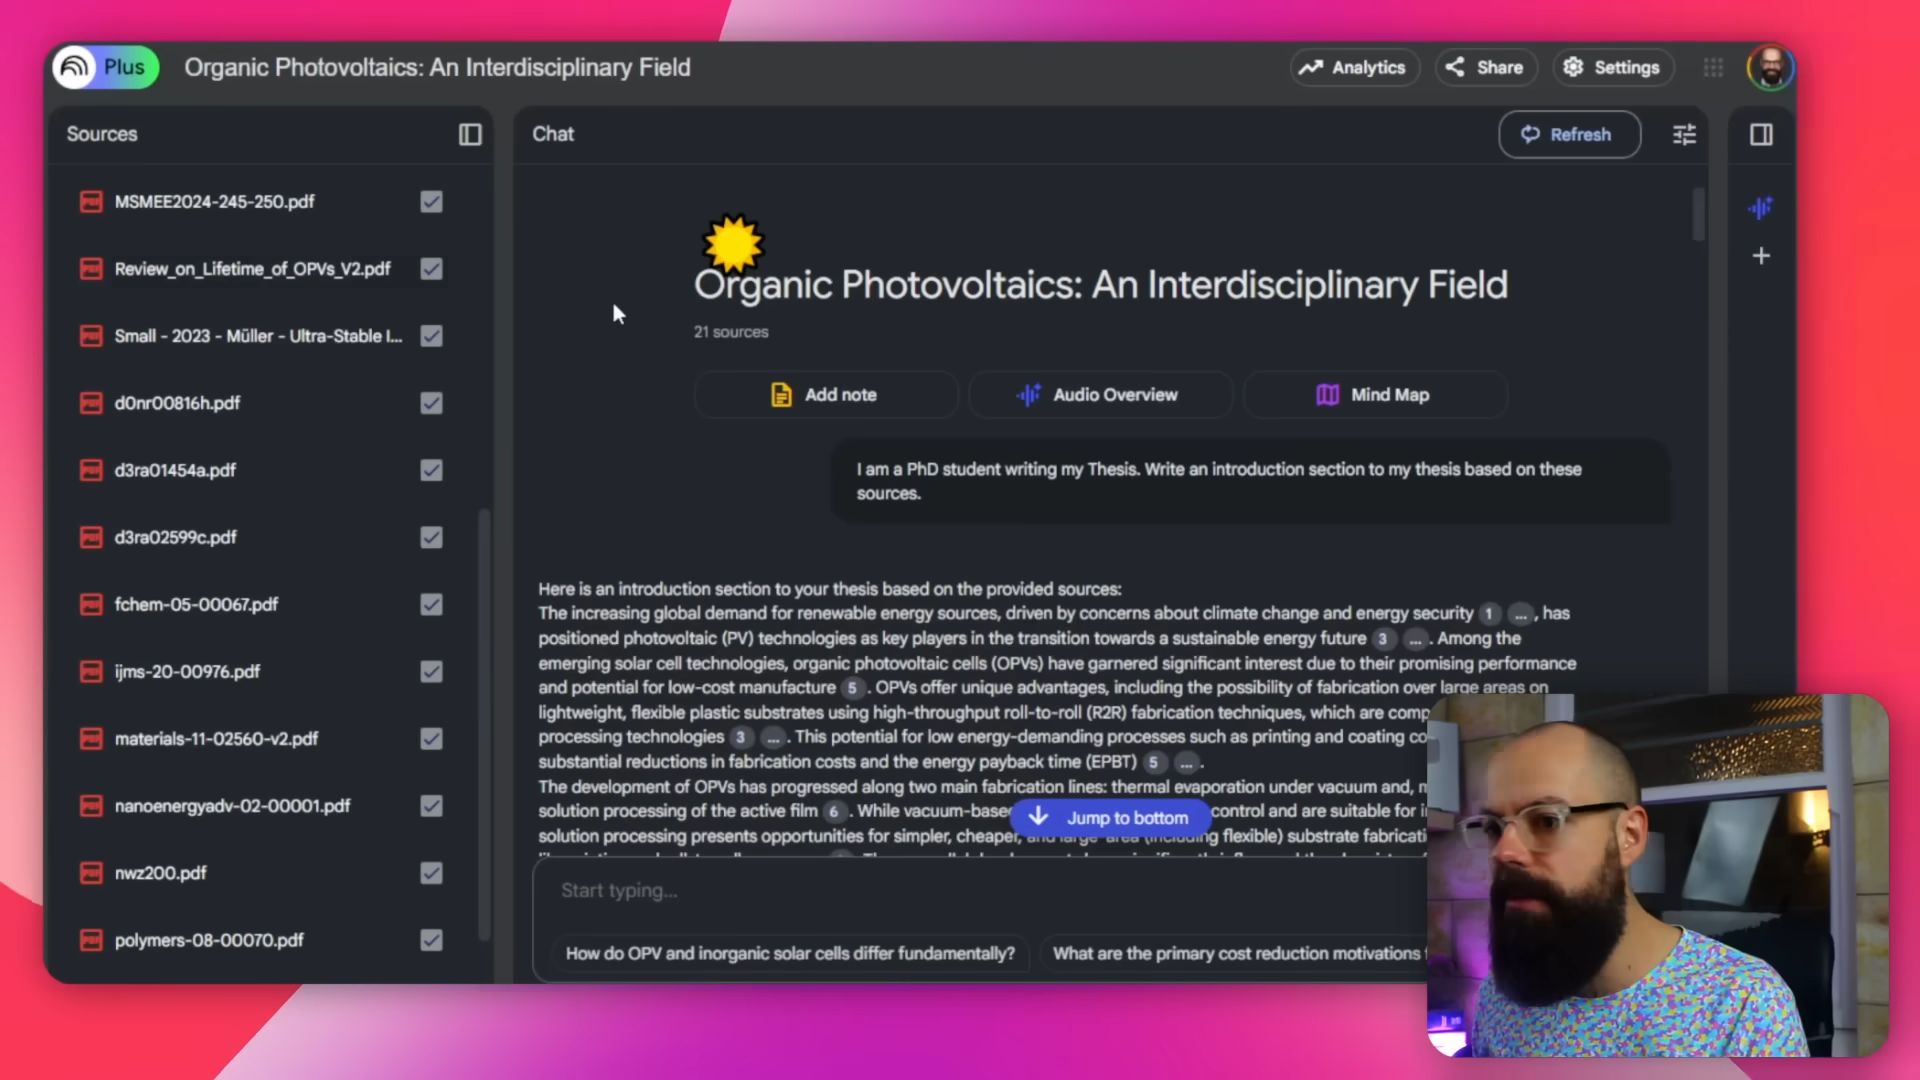 Plus
Organic Photovoltaics: An Interdisciplinary Field
Analytics
Share
Settings
Sources
MSMEE2024-245-250.pdf
Review_on_Lifetime_of_OPVs_V2.pdf
Small - 2023 - Müller - Ultra-Stable I...
d0nr00816h.pdf
d3ra01454a.pdf
d3ra02599c.pdf
fchem-05-00067.pdf
ijms-20-00976.pdf
materials-11-02560-v2.pdf
nanoenergyadv-02-00001.pdf
nwz200.pdf
polymers-08-00070.pdf
Chat
Refresh
Organic Photovoltaics: An Interdisciplinary Field
21 sources
Add note
Audio Overview
Mind Map
I am a PhD student writing my Thesis. Write an introduction section to my thesis based on these
sources.
Here is an introduction section to your thesis based on the provided sources:
The increasing global demand for renewable energy sources, driven by concerns about climate change and energy security 1 ... , has
positioned photovoltaic (PV) technologies as key players in the transition towards a sustainable energy future 3 ... . Among the
emerging solar cell technologies, organic photovoltaic cells (OPVs) have garnered significant interest due to their promising performance
and potential for low-cost manufacture 5 . OPVs offer unique advantages, including the possibility of fabrication over large areas on
lightweight, flexible plastic substrates using high-throughput roll-to-roll (R2R) fabrication techniques, which are comp
processing technologies 3 ... . This potential for low energy-demanding processes such as printing and coating co
substantial reductions in fabrication costs and the energy payback time (EPBT) 5 ... .
The development of OPVs has progressed along two main fabrication lines: thermal evaporation under vacuum and,
solution processing of the active film 6 . While vacuum-base control and are suitable for
solution processing presents opportunities for simpler, cheaper, and large-area (including flexible) substrate fabricati
Jump to bottom
Start typing...
How do OPV and inorganic solar cells differ fundamentally?
What are the primary cost reduction motivations